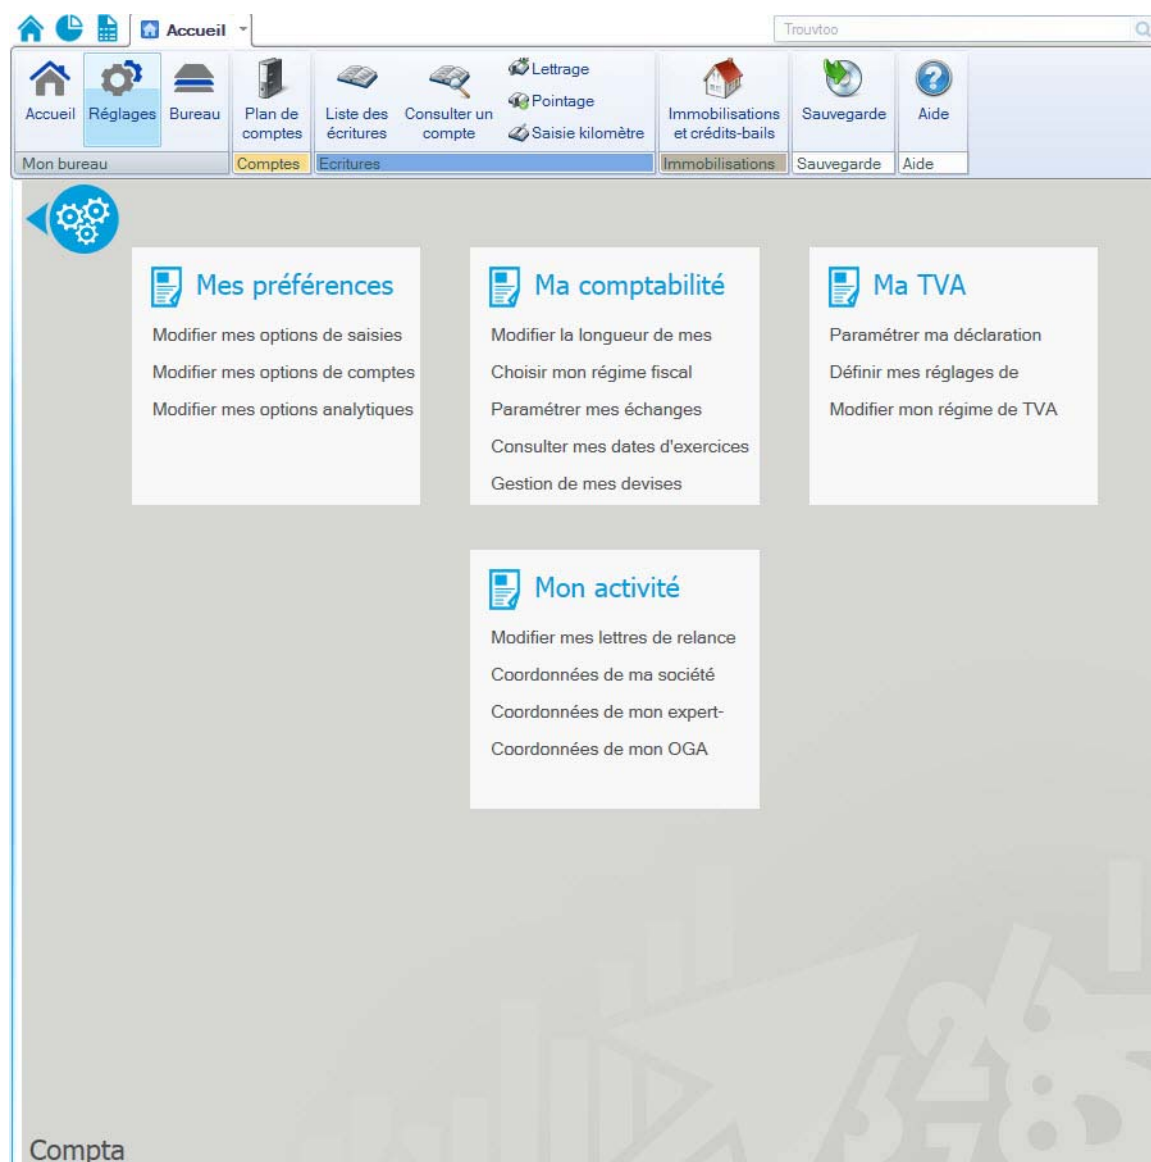 Accueil
Trouvtoo
Accueil
Réglages
Bureau
Plan de
comptes
Liste des
écritures
Consulter un
compte
Lettrage
Pointage
Saisie kilomètre
Immobilisations
et crédits-bails
Sauvegarde
Aide
Mon bureau
Comptes
Ecritures
Immobilisations
Sauvegarde
Aide
Mes préférences
Modifier mes options de saisies
Modifier mes options de comptes
Modifier mes options analytiques
Ma comptabilité
Modifier la longueur de mes
Choisir mon régime fiscal
Paramétrer mes échanges
Consulter mes dates d'exercices
Gestion de mes devises
Ma TVA
Paramétrer ma déclaration
Définir mes réglages de
Modifier mon régime de TVA
Mon activité
Modifier mes lettres de relance
Coordonnées de ma société
Coordonnées de mon expert-
Coordonnées de mon OGA
Compta